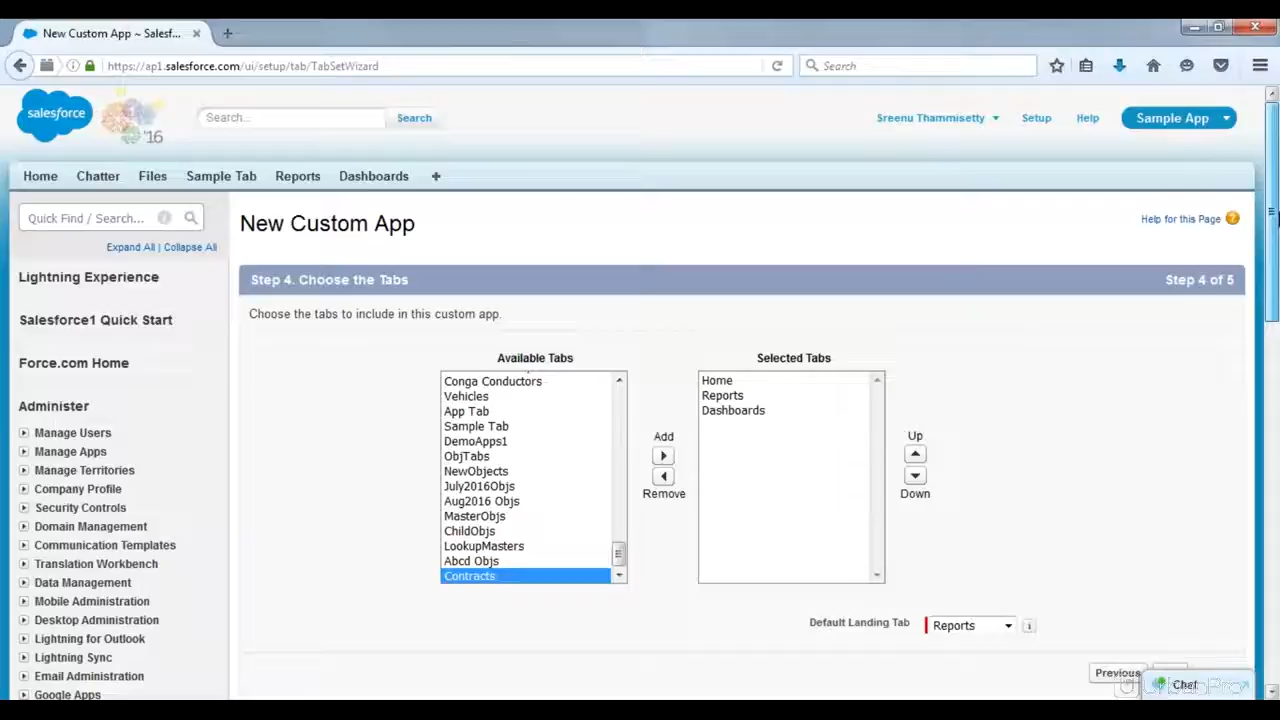 New Custom App ~ Salesf...
https://ap1.salesforce.com/ui/setup/tab/TabSetWizard
Search
salesforce
'16
Search...
Search
Sreenu Thammisetty
Setup
Help
Sample App
Home
Chatter
Files
Sample Tab
Reports
Dashboards
Quick Find / Search...
Expand All | Collapse All
Lightning Experience
Salesforce1 Quick Start
Force.com Home
Administer
Manage Users
Manage Apps
Manage Territories
Company Profile
Security Controls
Domain Management
Communication Templates
Translation Workbench
Data Management
Mobile Administration
Desktop Administration
Lightning for Outlook
Lightning Sync
Email Administration
Google Apps
New Custom App
Help for this Page
Step 4. Choose the Tabs
Step 4 of 5
Choose the tabs to include in this custom app.
Available Tabs
Conga Conductors
Vehicles
App Tab
Sample Tab
DemoApps1
ObjTabs
NewObjects
July2016Objs
Aug2016 Objs
MasterObjs
ChildObjs
LookupMasters
Abcd Objs
Contracts
Add
Remove
Selected Tabs
Home
Reports
Dashboards
Up
Down
Default Landing Tab
Reports
Previous
Chat
UrbanPro